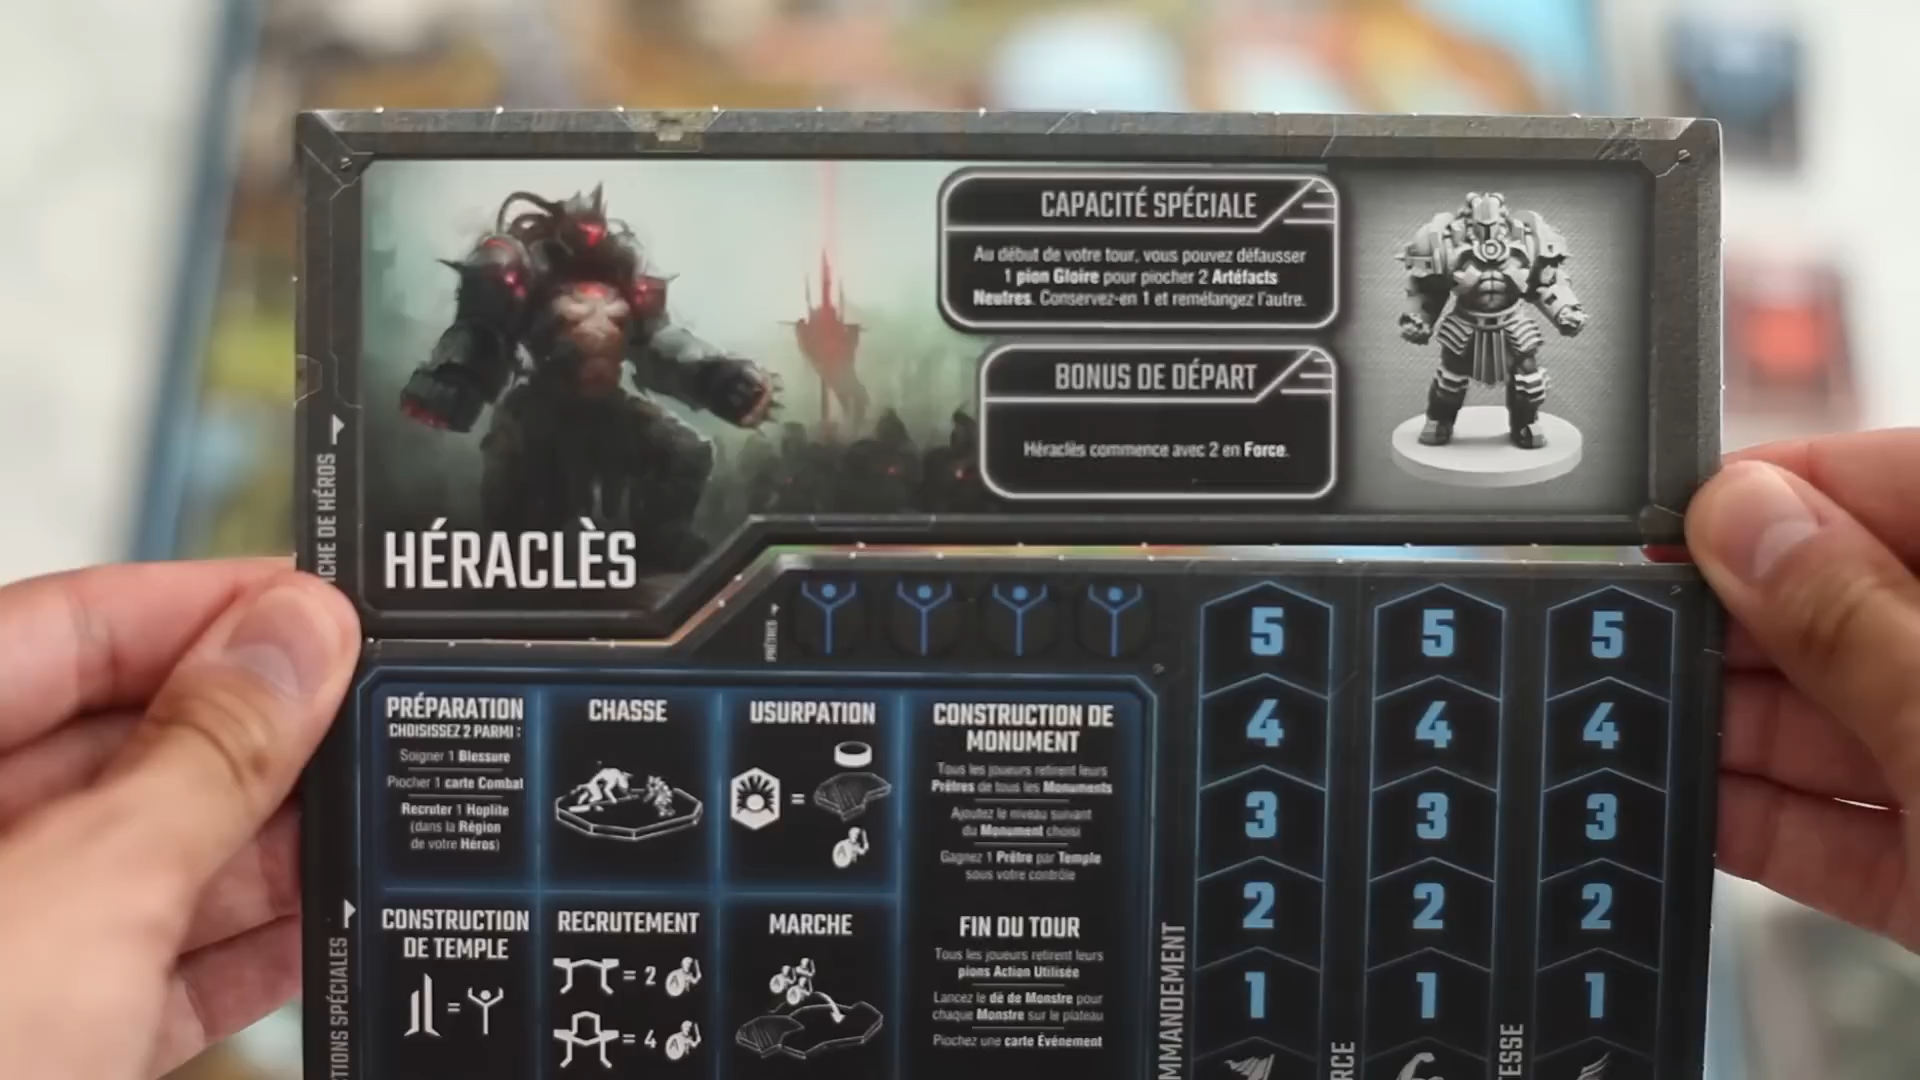 CAPACITÉ SPÉCIALE
Au début de votre tour, vous pouvez défausser
1 pion Gloire pour piocher 2 Artéfacts
Neutres. Conservez-en 1 et remélangez l'autre.
BONUS DE DÉPART
Héraclès commence avec 2 en Force.
HÉRACLÈS
DE HÉROS
PRÊTRES
PRÉPARATION
CHOISISSEZ 2 PARMI :
Soigner 1 Blessure
Piocher 1 carte Combat
Recruter 1 Hoplite
(dans la Région
de votre Héros)
CHASSE
USURPATION
=
CONSTRUCTION DE
MONUMENT
Tous les joueurs retirent leurs
Prêtres de tous les Monuments
Ajoutez le niveau suivant
du Monument choisi
Gagnez 1 Prêtre par Temple
sous votre contrôle
CONSTRUCTION
DE TEMPLE
=
RECRUTEMENT
= 2
= 4
MARCHE
FIN DU TOUR
Tous les joueurs retirent leurs
pions Action Utilisée
Lancez le dé de Monstre pour
chaque Monstre sur le plateau
Piochez une carte Événement
SPÉCIALES
5 5 5
4 4 4
3 3 3
2 2 2
1 1 1
MMANDEMENT
RCE
TESSE